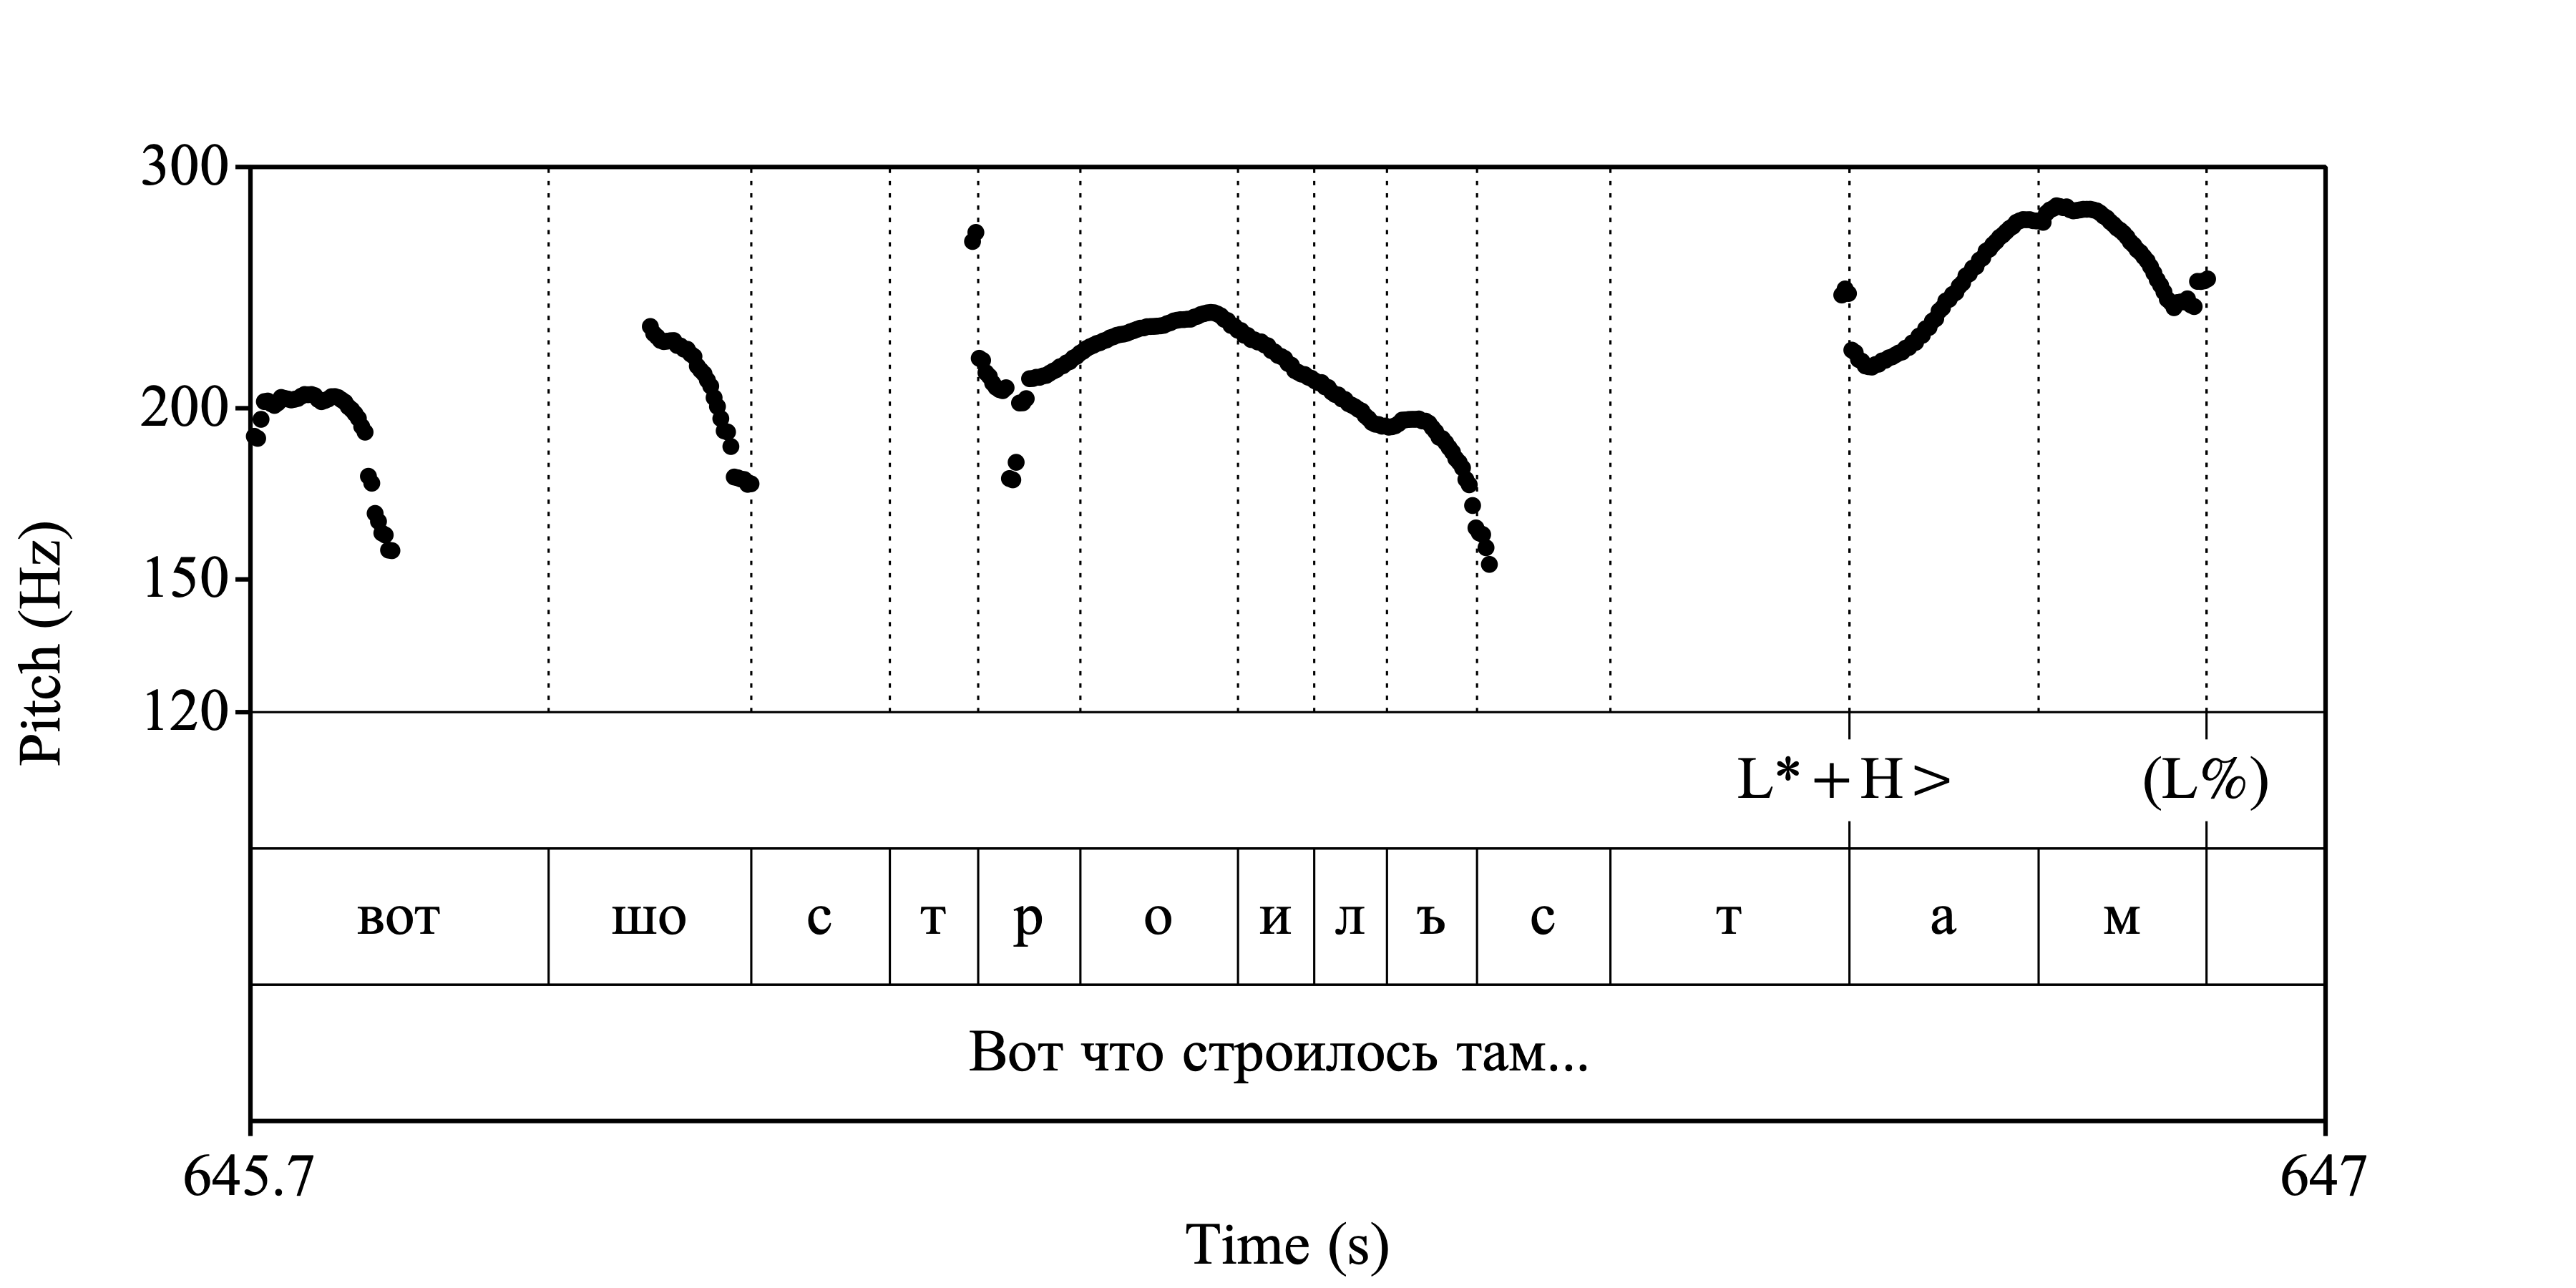 300
200
150
120
Pitch (Hz)
L*+H> (L%)
вот шо с т р о и л ъ с т а м
Вот что строилось там...
645.7 647
Time (s)